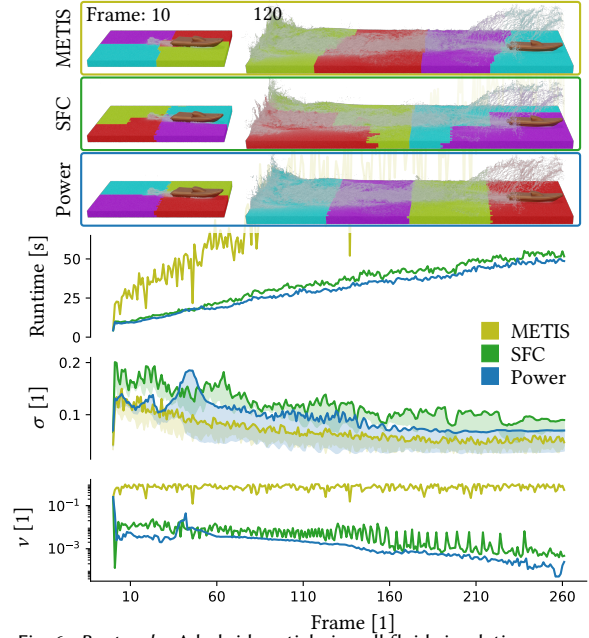 Frame: 10
120
METIS
SFC
Power
Runtime [s]
50
25
0
METIS
SFC
Power
σ [1]
0.2
0.1
ν [1]
10⁻¹
10⁻³
10
60
110
160
210
260
Frame [1]